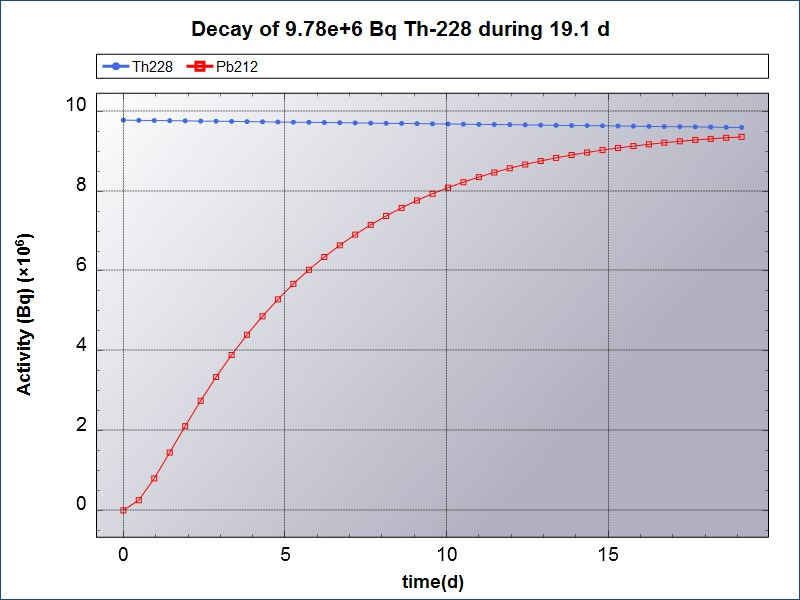 Decay of 9.78e+6 Bq Th-228 during 19.1 d
Th228 Pb212
10
8
6
4
2
0
Activity (Bq) (×10⁶)
0 5 10 15
time(d)